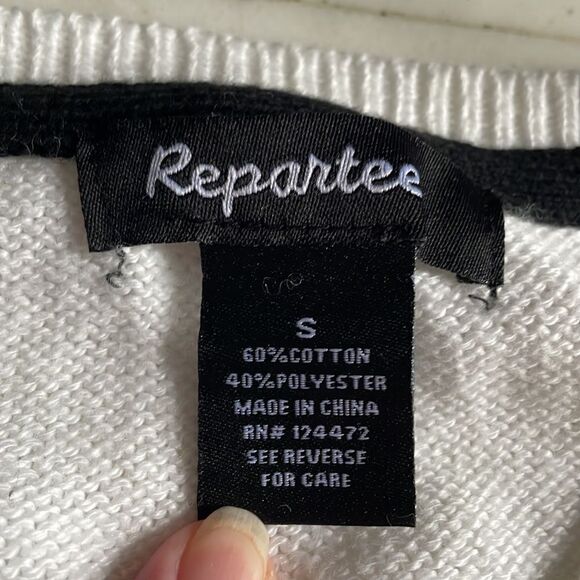 Repartee
S
60%COTTON
40%POLYESTER
MADE IN CHINA
RN# 124472
SEE REVERSE
FOR CARE